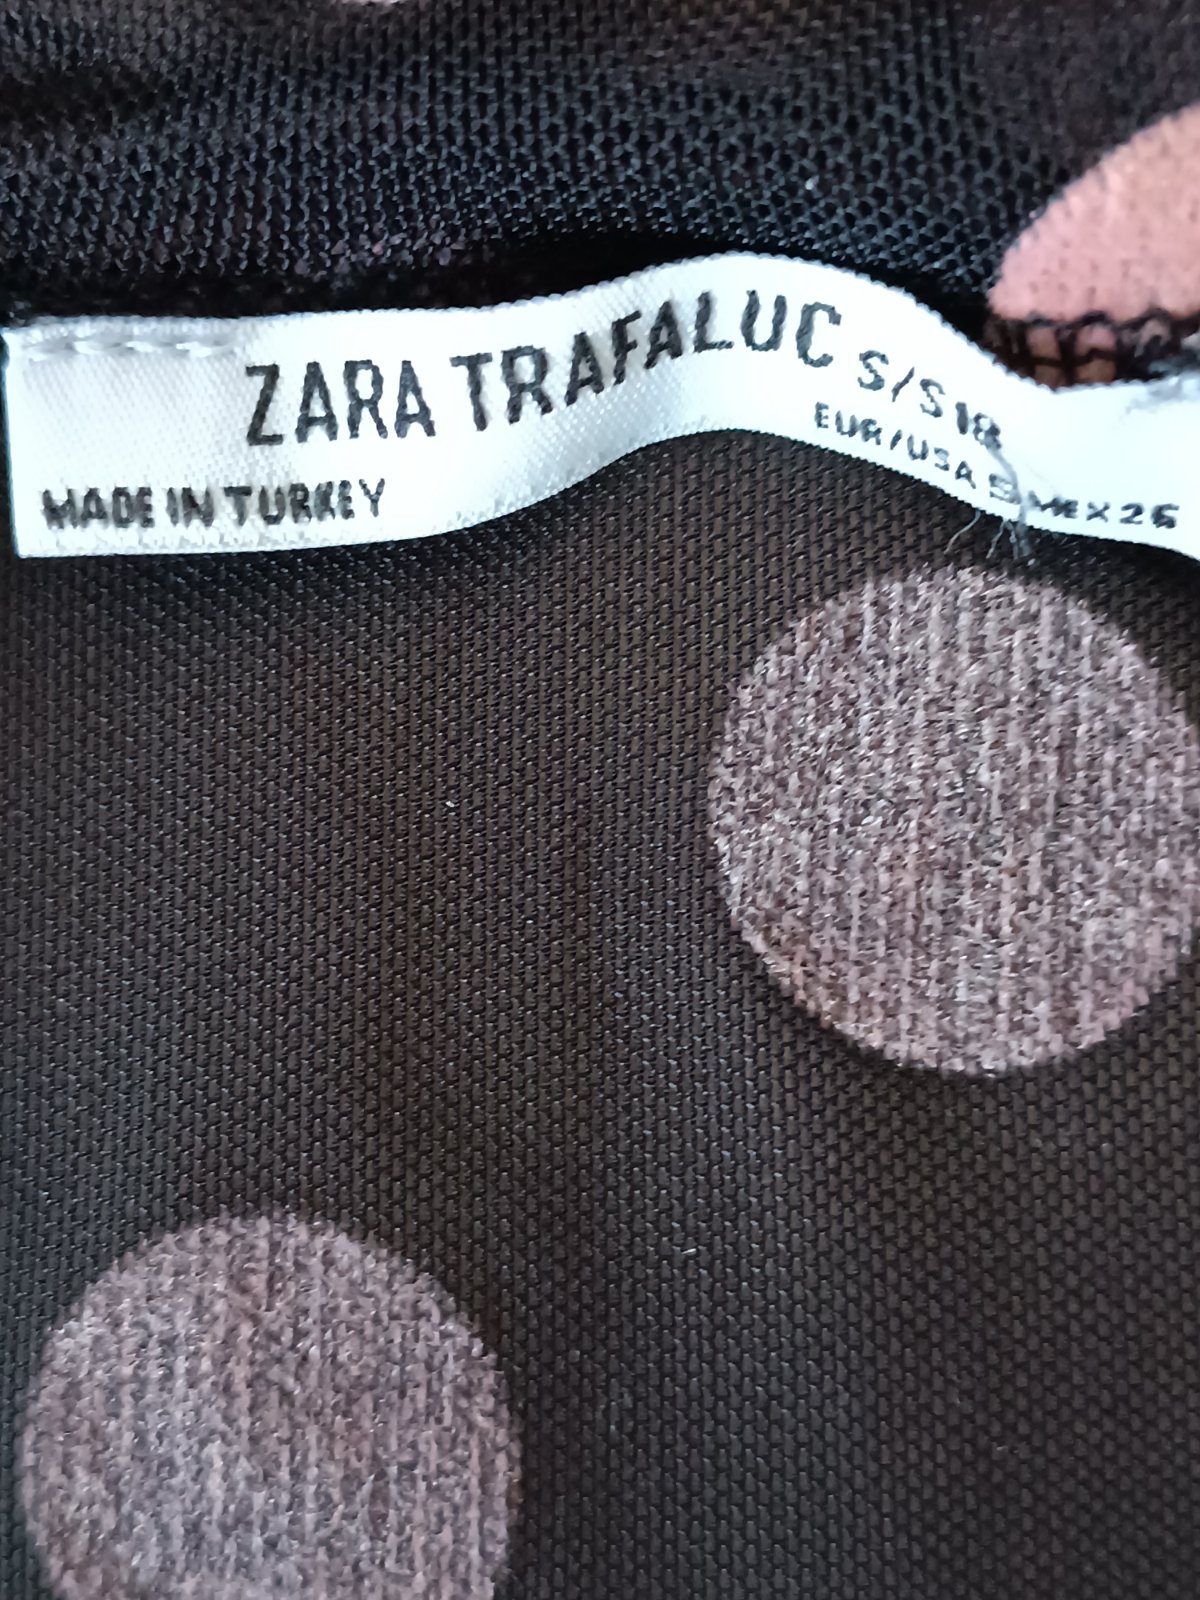 ZARA TRAFALUC S/S 18
EUR/USA S MEX 26
MADE IN TURKEY